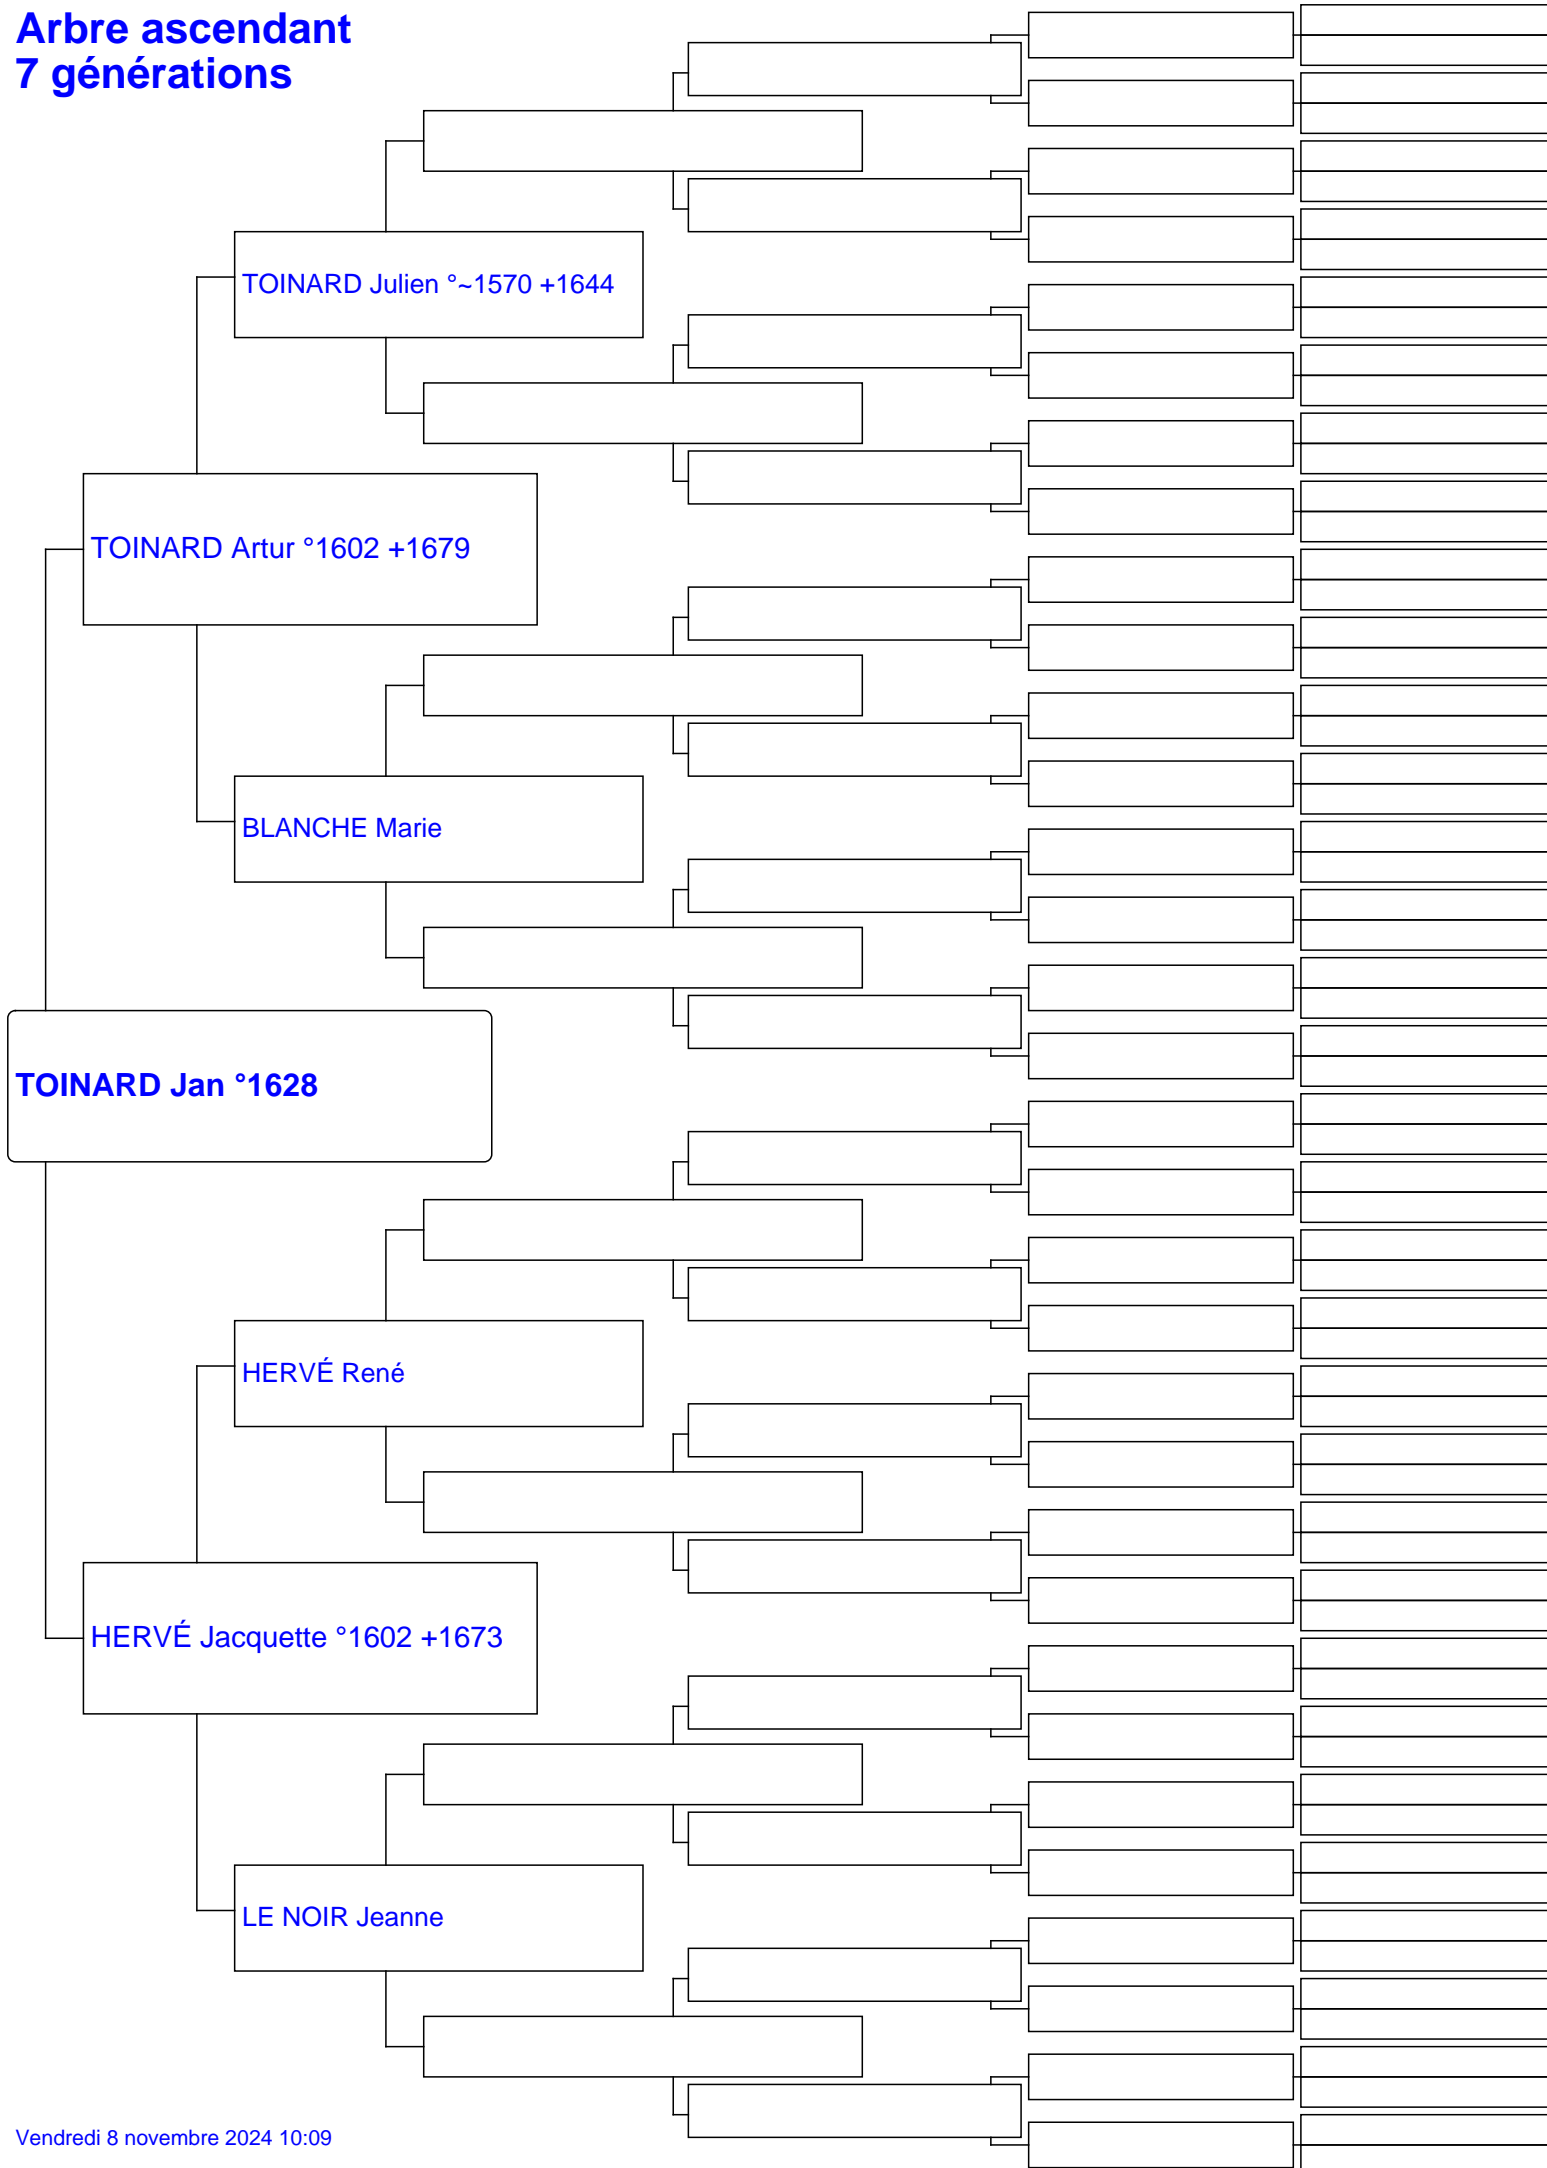 Arbre ascendant
7 générations
TOINARD Julien °~1570 +1644
TOINARD Artur °1602 +1679
BLANCHE Marie
TOINARD Jan °1628
HERVÉ René
HERVÉ Jacquette °1602 +1673
LE NOIR Jeanne
Vendredi 8 novembre 2024 10:09